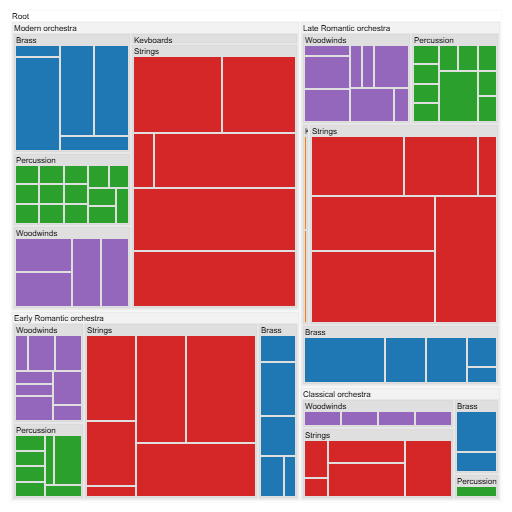 Root
Modern orchestra
Brass
Percussion
Woodwinds
Kevboards
Strings
Early Romantic orchestra
Woodwinds
Percussion
Strings
Brass
Late Romantic orchestra
Woodwinds
Percussion
Strings
Brass
Classical orchestra
Woodwinds
Strings
Brass
Percussion